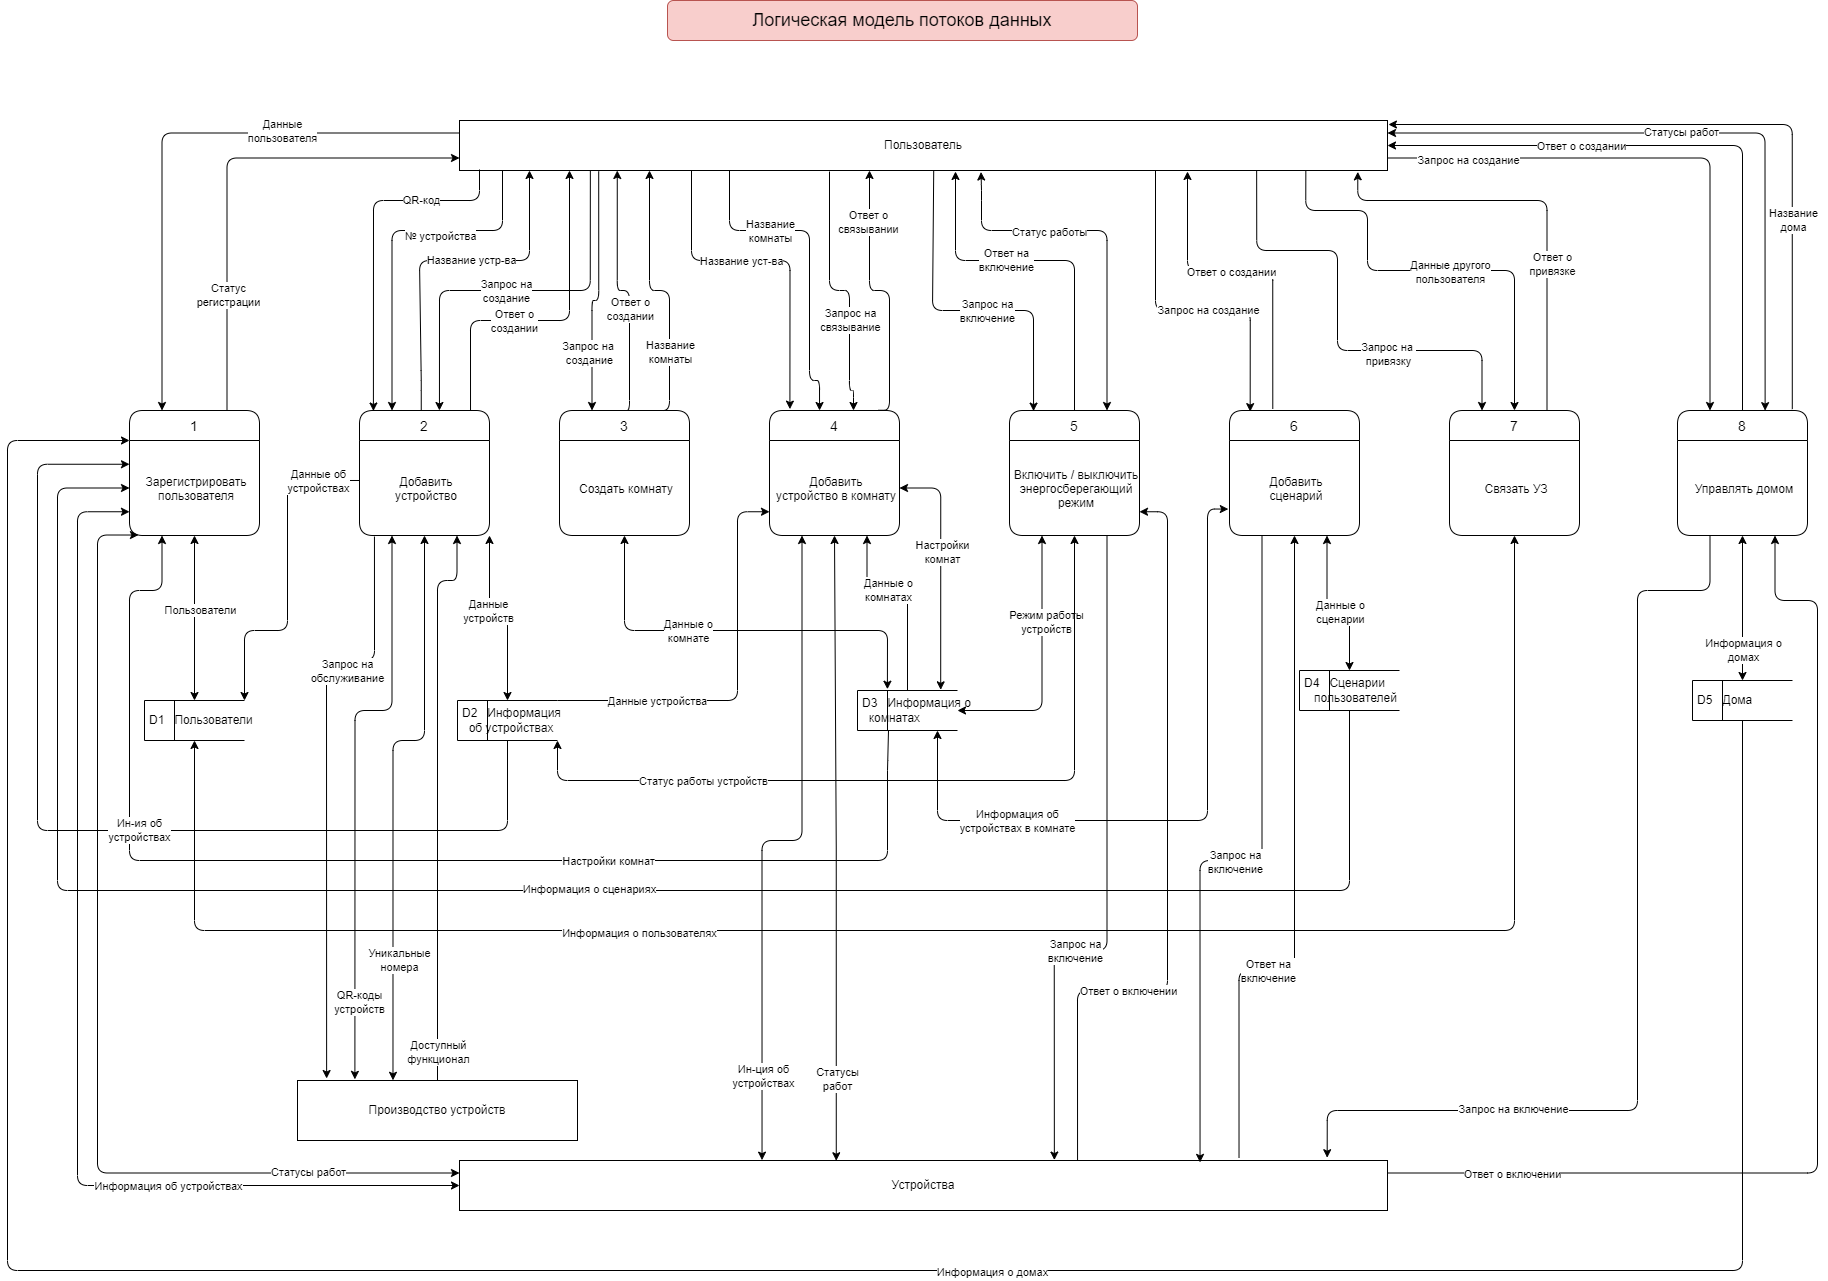 Логическая модель потоков данных
Данные
пользователя
Пользователь
Статусы работ
Ответ о создании
Запрос на создание
QR-код
№ устройства
Название устр-ва
Запрос на
создание
Ответ о
создании
Ответ о
создании
Запрос на
создание
Название
комнаты
Название
комнаты
Название уст-ва
Ответ о
связывании
Запрос на
связывание
Статус работы
Ответ на
включение
Запрос на
включение
Ответ о создании
Запрос на создание
Данные другого
пользователя
Запрос на
привязку
Ответ о
привязке
Название
дома
Статус
регистрации
1
Зарегистрировать
пользователя
2
Добавить
устройство
3
Создать комнату
4
Добавить
устройство в комнату
5
Включить / выключить
энергосберегающий
режим
6
Добавить
сценарий
7
Связать УЗ
8
Управлять домом
Данные об
устройствах
Пользователи
Данные
устройств
Запрос на
обслуживание
Данные о
комнате
Данные о
комнатах
Настройки
комнат
Режим работы
устройств
Данные о
сценарии
Информация о
домах
D1
Пользователи
D2
Информация
об устройствах
Данные устройства
D3
Информация о
комнатах
D4
Сценарии
пользователей
D5
Дома
Статус работы устройств
Ин-ия об
устройствах
Информация об
устройствах в комнате
Настройки комнат
Запрос на
включение
Информация о сценариях
Информация о пользователях
Уникальные
номера
QR-коды
устройств
Доступный
функционал
Запрос на
включение
Ответ о включении
Ответ на
включение
Ин-ция об
устройствах
Статусы
работ
Производство устройств
Запрос на включение
Статусы работ
Информация об устройствах
Устройства
Ответ о включении
Информация о домах